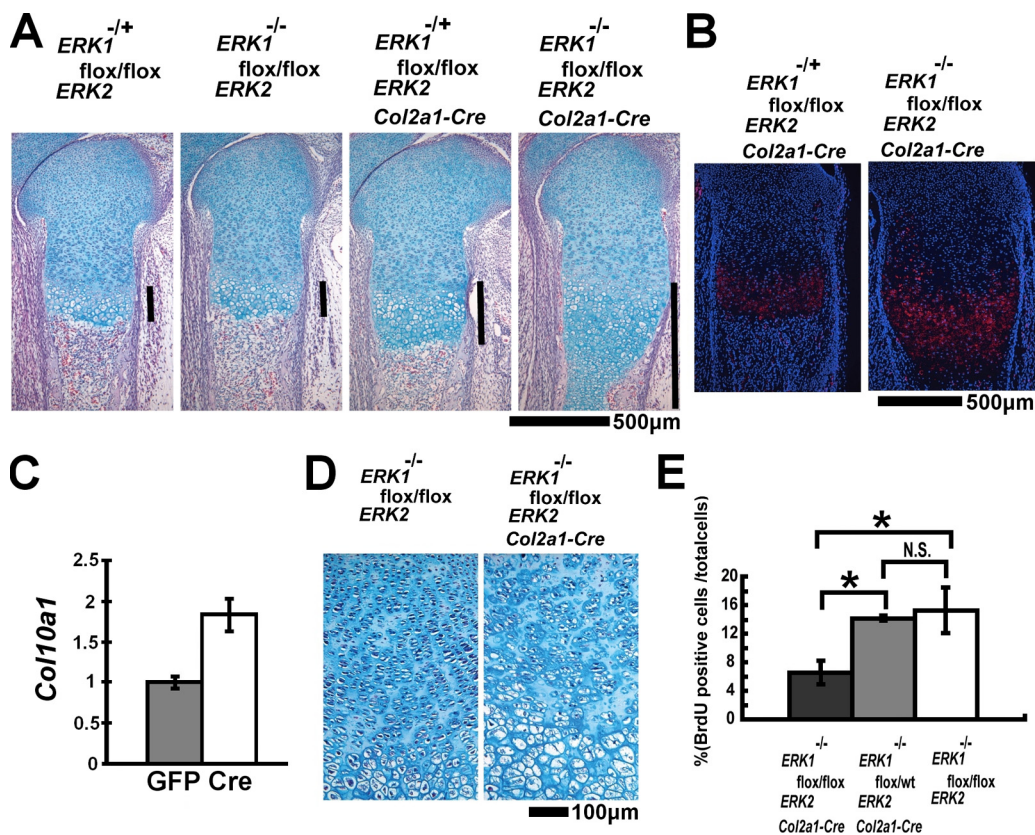 A
ERK1 -/+
flox/flox
ERK2
ERK1 -/-
flox/flox
ERK2
ERK1 -/+
flox/flox
ERK2
Col2a1-Cre
ERK1 -/-
flox/flox
ERK2
Col2a1-Cre
500µm
B
ERK1 -/+
flox/flox
ERK2
Col2a1-Cre
ERK1 -/-
flox/flox
ERK2
Col2a1-Cre
500µm
C
Col10a1
2.5
2
1.5
1
0.5
0
GFP Cre
D
ERK1 -/-
flox/flox
ERK2
ERK1 -/-
flox/flox
ERK2
Col2a1-Cre
100µm
E
%(BrdU positive cells /totalcells)
20
16
12
8
4
0
*
*
N.S.
ERK1 -/-
flox/flox
ERK2
Col2a1-Cre
ERK1 -/-
flox/wt
ERK2
Col2a1-Cre
ERK1 -/-
flox/flox
ERK2